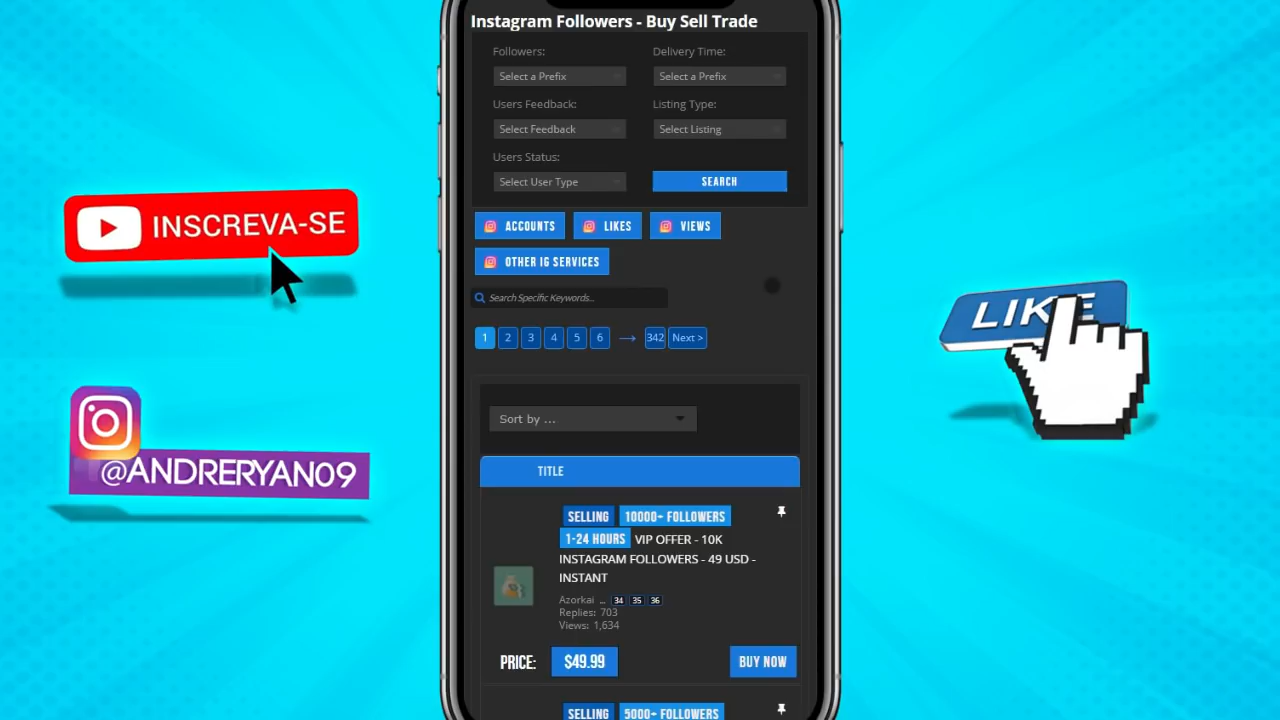 Instagram Followers - Buy Sell Trade
Followers:
Delivery Time:
Select a Prefix
Select a Prefix
Users Feedback:
Listing Type:
Select Feedback
Select Listing
Users Status:
Select User Type
SEARCH
ACCOUNTS
LIKES
VIEWS
OTHER IG SERVICES
Search Specific Keywords...
1 2 3 4 5 6 → 342 Next >
Sort by ...
TITLE
SELLING 10000+ FOLLOWERS
1-24 HOURS VIP OFFER - 10K
INSTAGRAM FOLLOWERS - 49 USD -
INSTANT
Azorkai ... 34 35 36
Replies: 703
Views: 1,634
PRICE: $49.99 BUY NOW
SELLING 5000+ FOLLOWERS
INSCREVA-SE
@ANDRERYAN09
LIKE